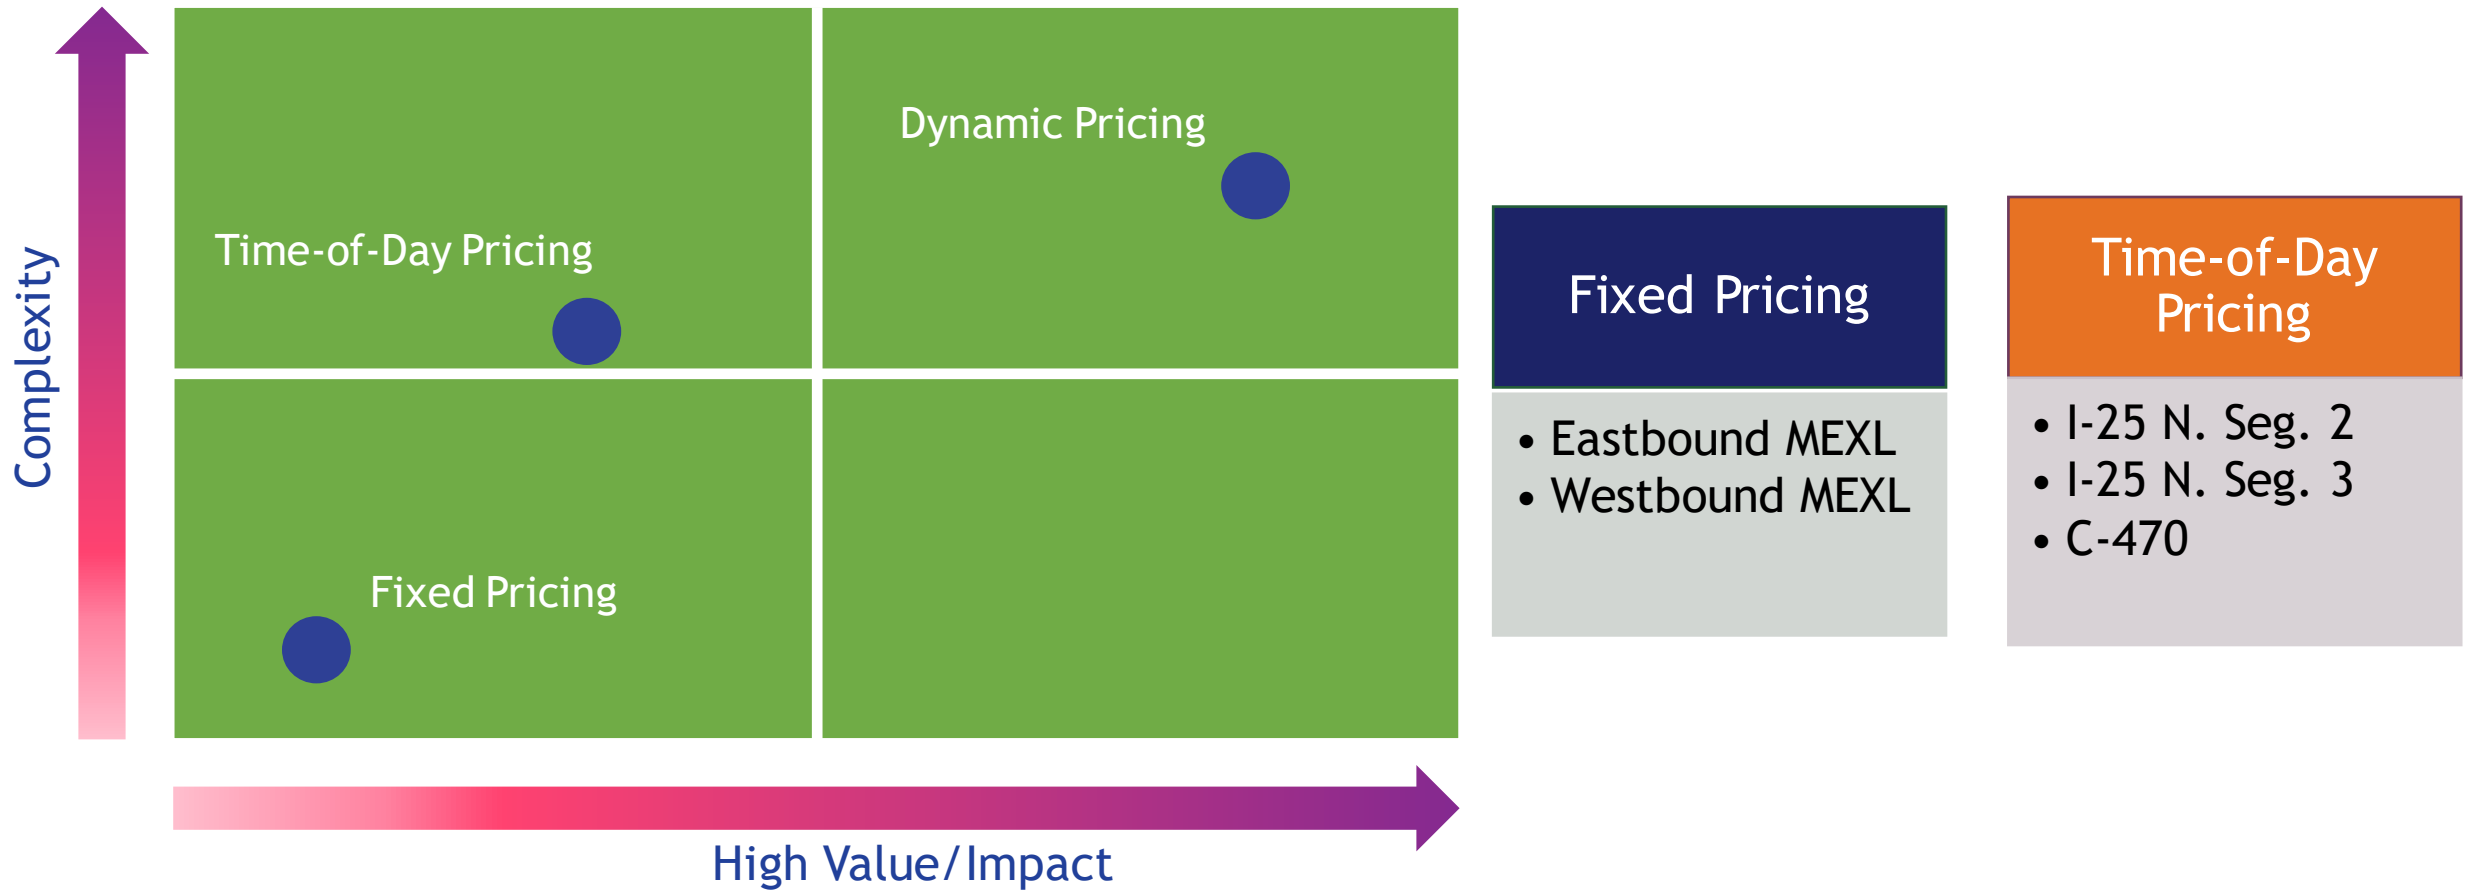 Complexity
Dynamic Pricing
Time-of-Day Pricing
Fixed Pricing
High Value/Impact
Fixed Pricing
• Eastbound MEXL
• Westbound MEXL
Time-of-Day
Pricing
• I-25 N. Seg. 2
• I-25 N. Seg. 3
• C-470